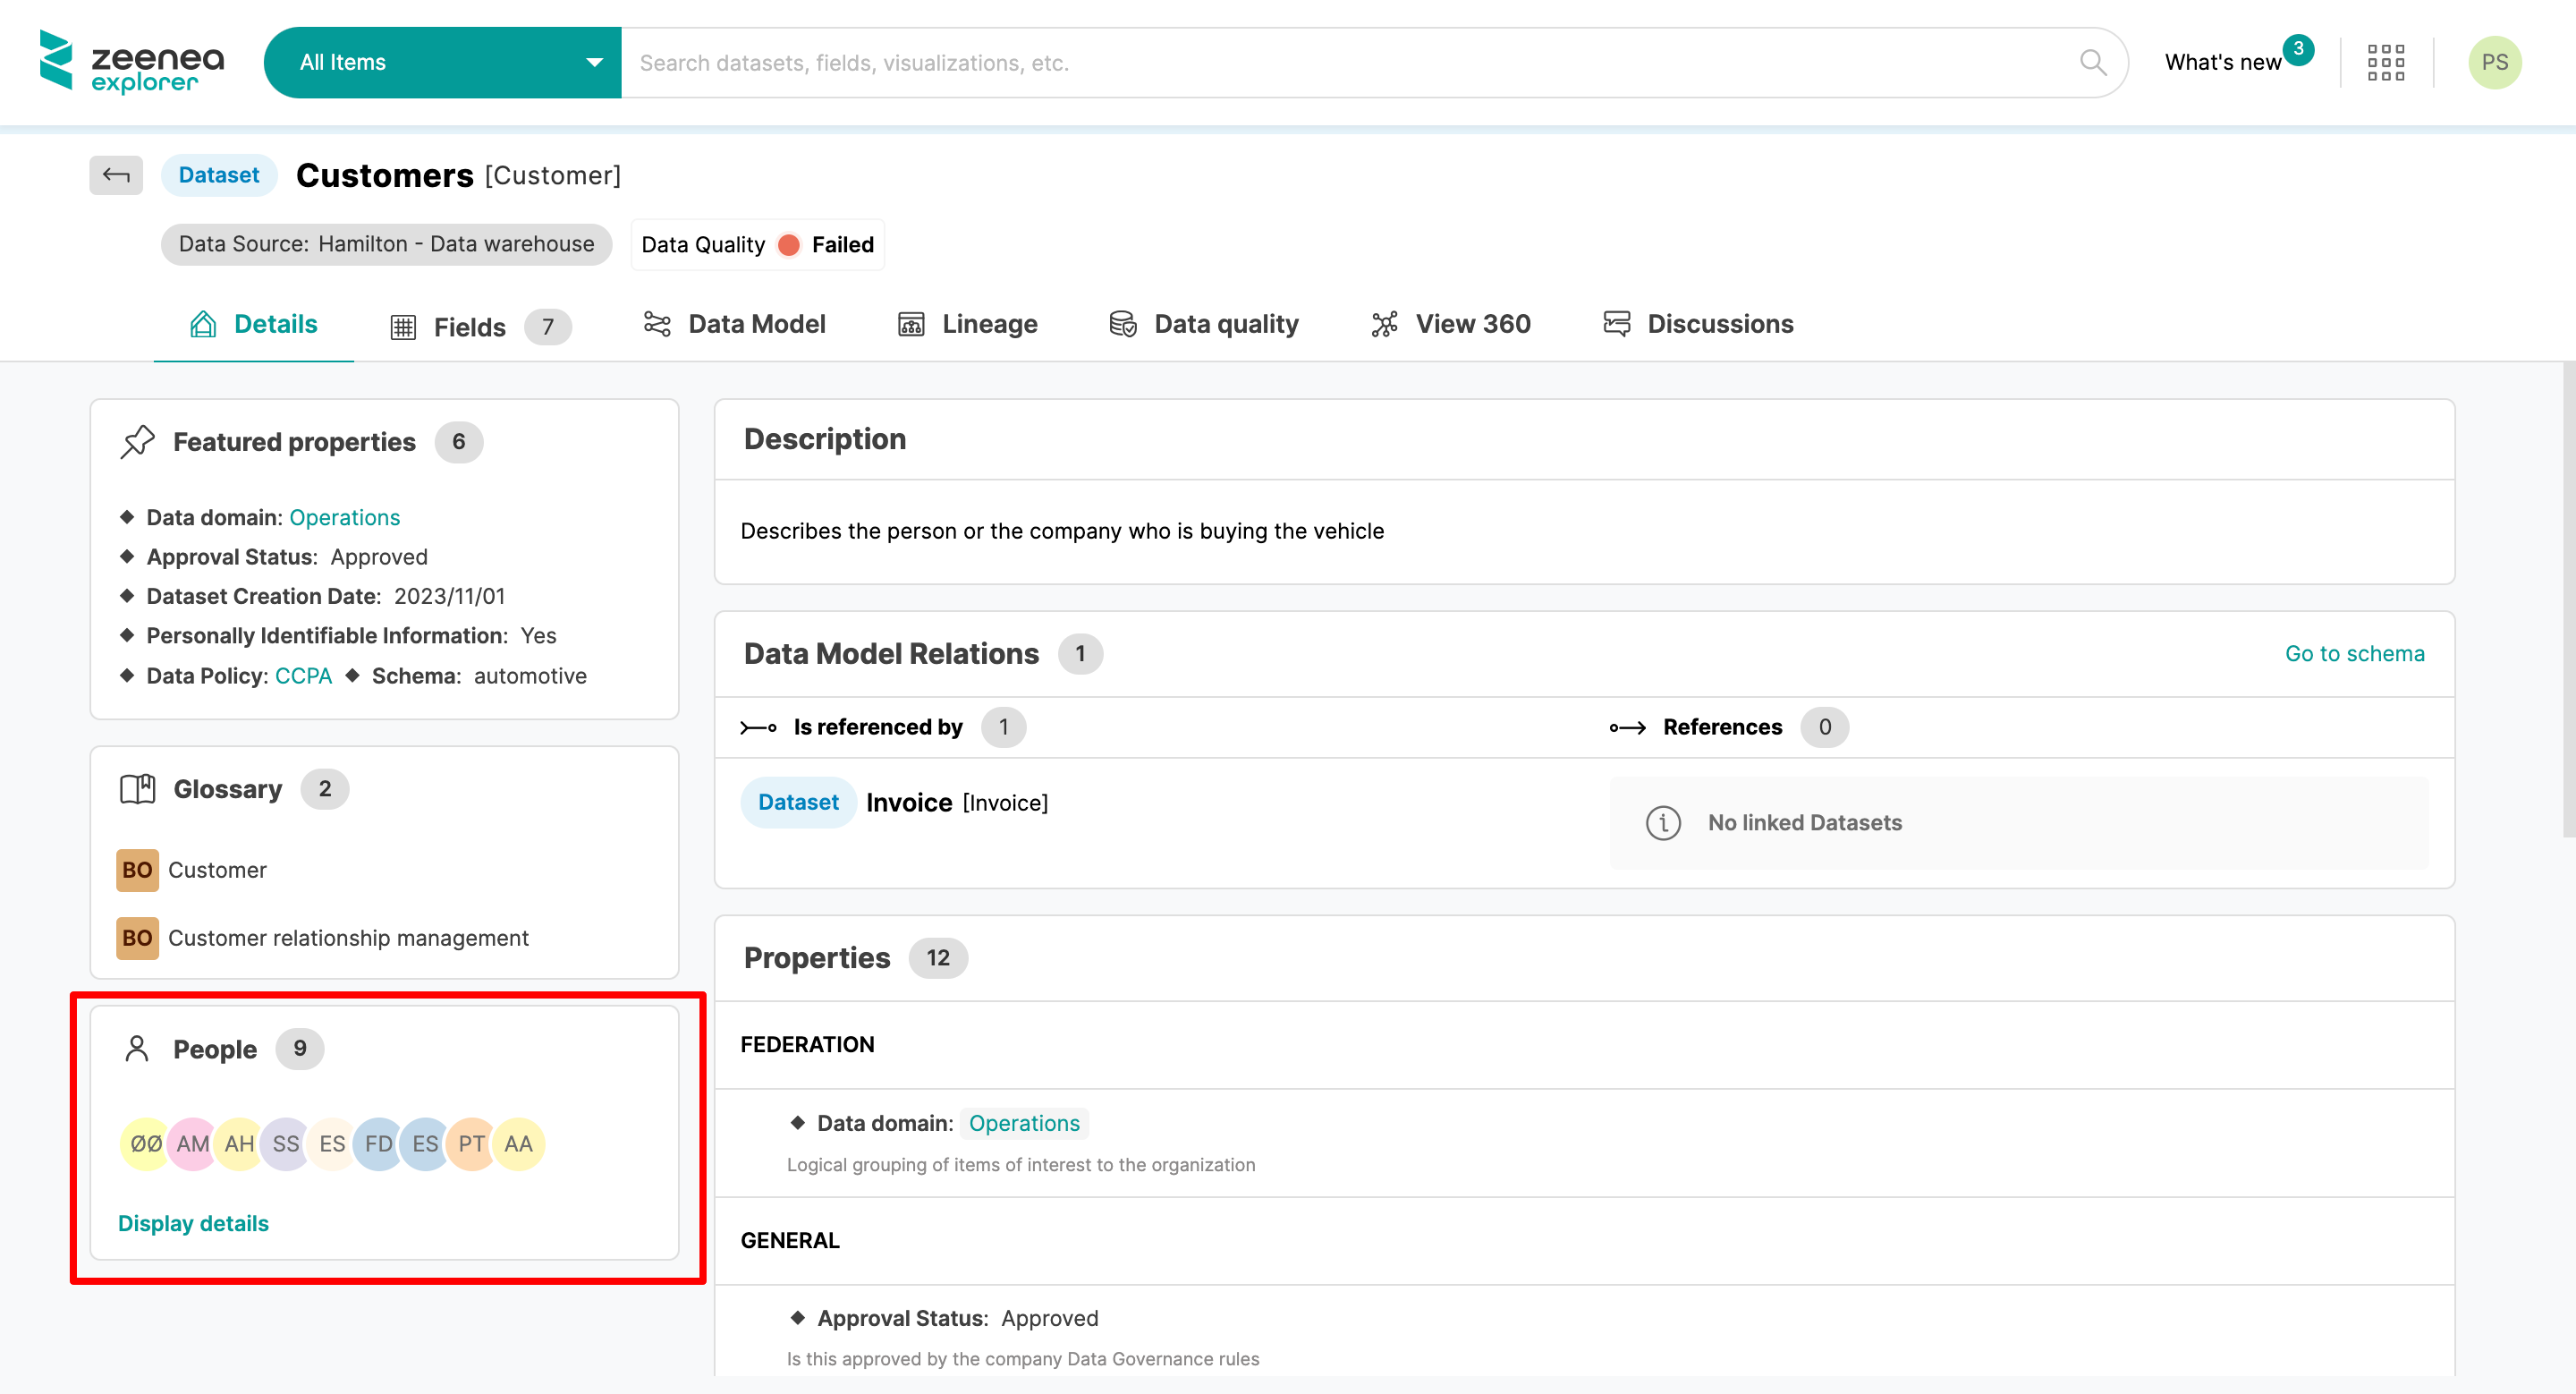 zeenea
explorer
All Items
Search datasets, fields, visualizations, etc.
What's new
3
PS
Dataset
Customers [Customer]
Data Source: Hamilton - Data warehouse
Data Quality Failed
Details
Fields 7
Data Model
Lineage
Data quality
View 360
Discussions
Featured properties 6
Data domain: Operations
Approval Status: Approved
Dataset Creation Date: 2023/11/01
Personally Identifiable Information: Yes
Data Policy: CCPA
Schema: automotive
Glossary 2
BO Customer
BO Customer relationship management
People 9
ØØ AM AH SS ES FD ES PT AA
Display details
Description
Describes the person or the company who is buying the vehicle
Data Model Relations 1
Go to schema
Is referenced by 1
References 0
Dataset Invoice [Invoice]
No linked Datasets
Properties 12
FEDERATION
Data domain: Operations
Logical grouping of items of interest to the organization
GENERAL
Approval Status: Approved
Is this approved by the company Data Governance rules